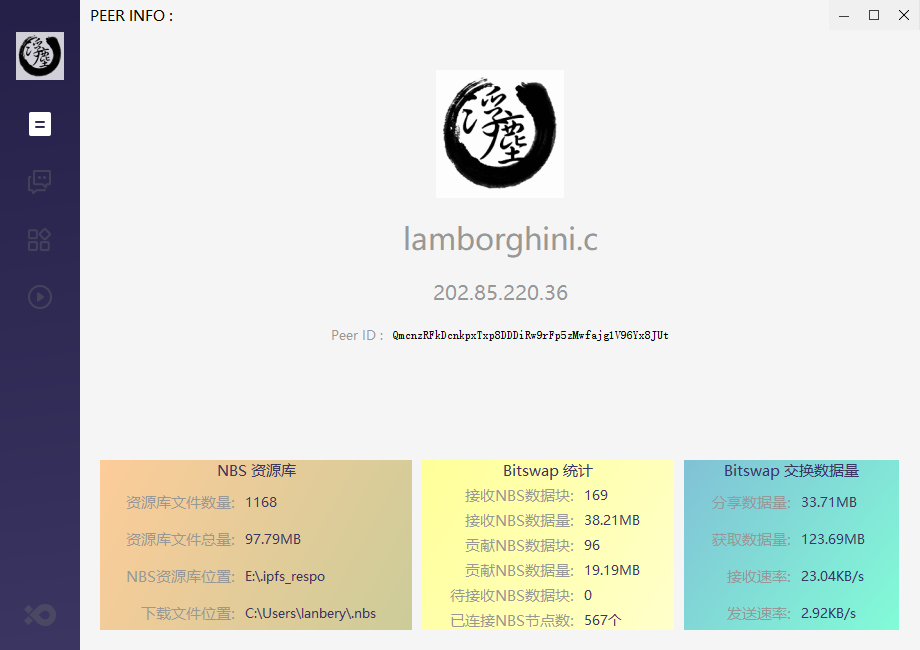 PEER INFO :
浮塵
浮塵
lamborghini.c
202.85.220.36
Peer ID : QmcnzRFkDcnkpxTxp8DDDiRw9rFp5zMwfajg1V96Yx8JUt
NBS 资源库
资源库文件数量: 1168
资源库文件总量: 97.79MB
NBS资源库位置: E:\.ipfs_respo
下载文件位置: C:\Users\lanbery\.nbs
Bitswap 统计
接收NBS数据块: 169
接收NBS数据量: 38.21MB
贡献NBS数据块: 96
贡献NBS数据量: 19.19MB
待接收NBS数据块: 0
已连接NBS节点数: 567个
Bitswap 交换数据量
分享数据量: 33.71MB
获取数据量: 123.69MB
接收速率: 23.04KB/s
发送速率: 2.92KB/s